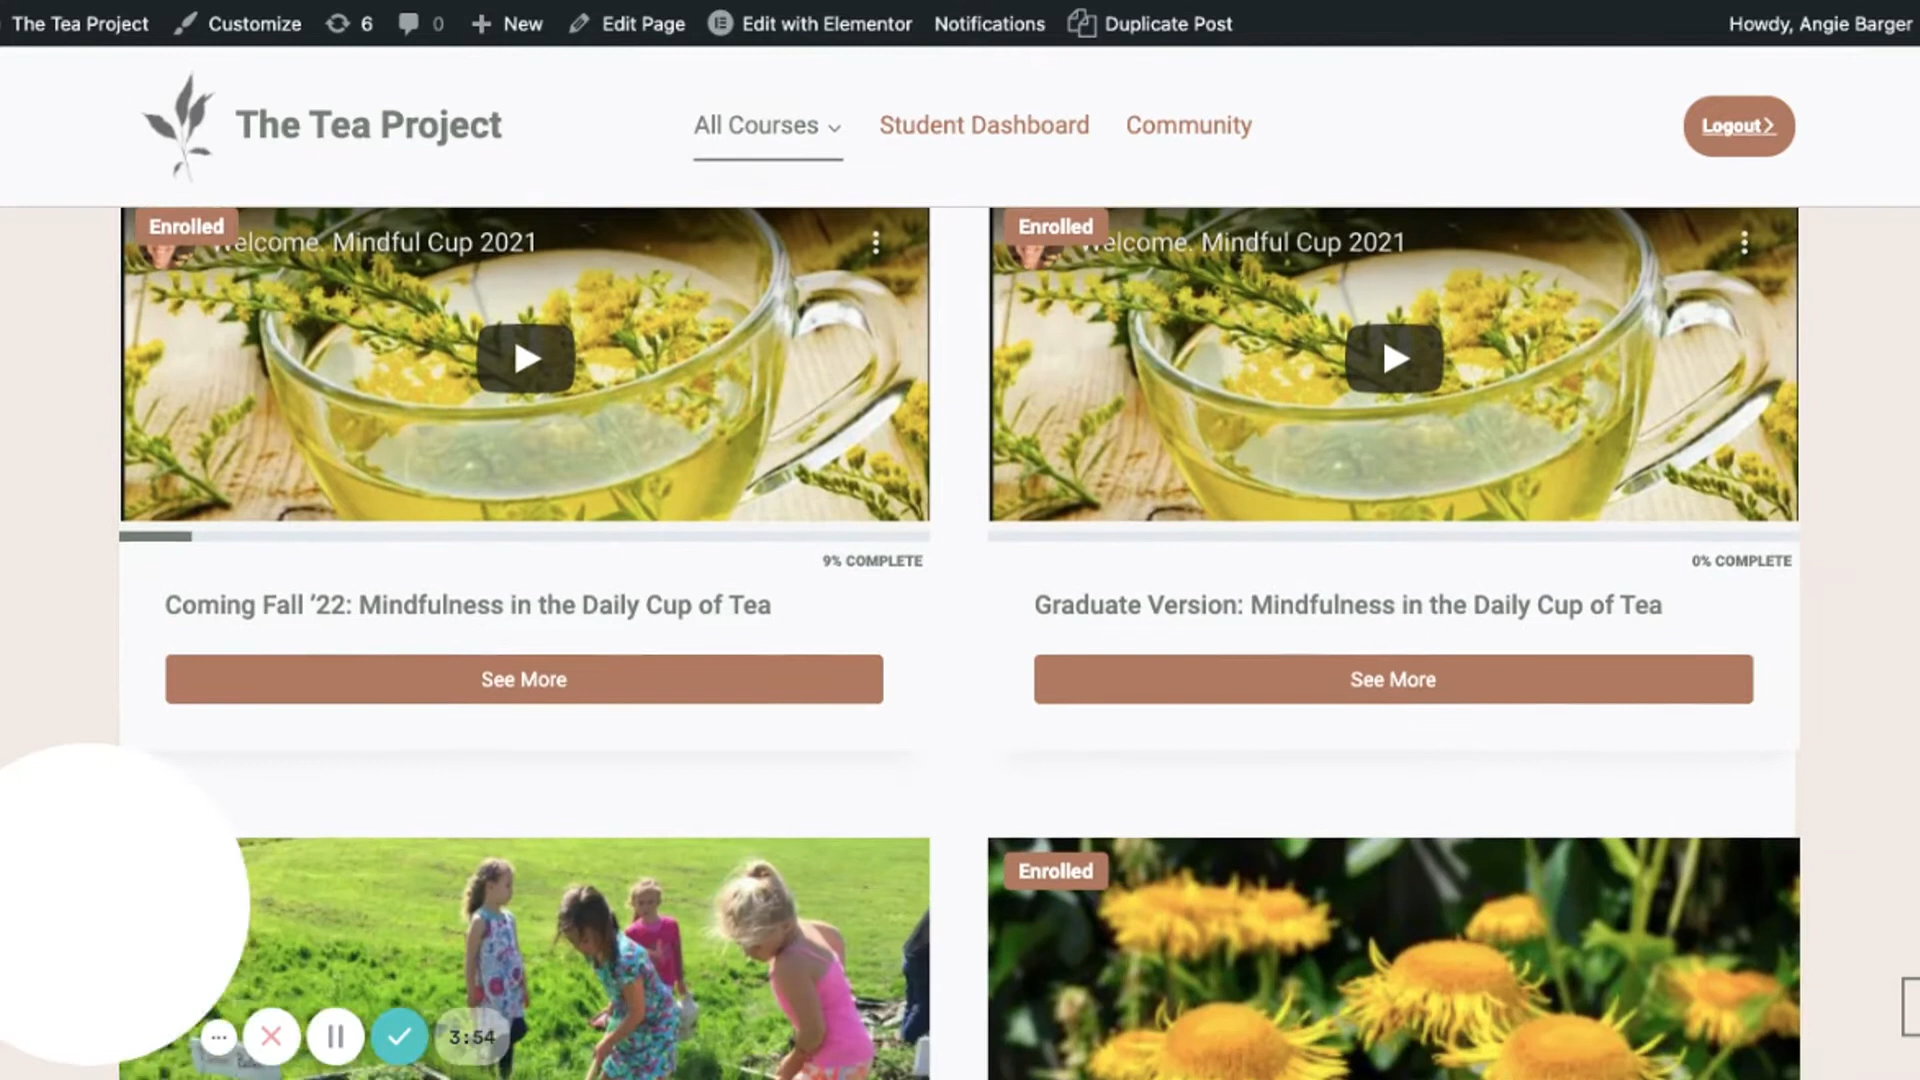 The Tea Project Customize 6 0 New Edit Page Edit with Elementor Notifications Duplicate Post Howdy, Angie Barger
The Tea Project All Courses Student Dashboard Community Logout
Enrolled
Welcome. Mindful Cup 2021
Enrolled
Welcome. Mindful Cup 2021
9% COMPLETE
0% COMPLETE
Coming Fall '22: Mindfulness in the Daily Cup of Tea
Graduate Version: Mindfulness in the Daily Cup of Tea
See More
See More
Enrolled
3:54